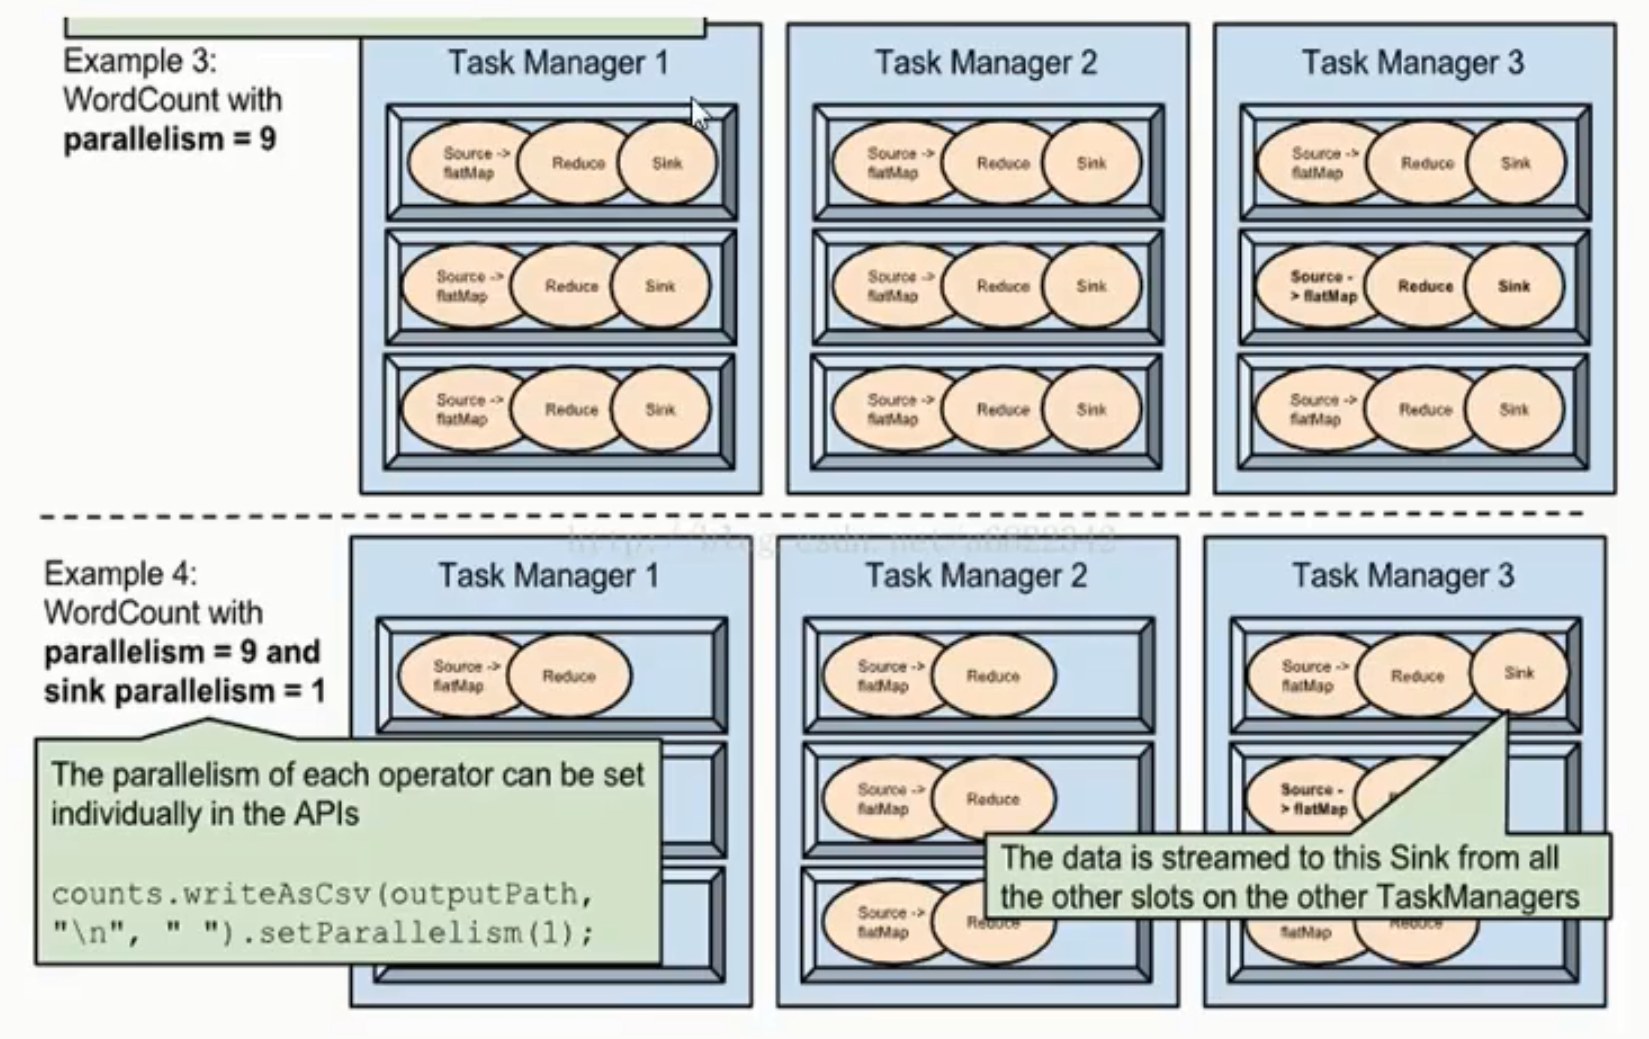 Example 3:
WordCount with
parallelism = 9
Task Manager 1
Source ->
flatMap
Reduce
Sink
Source ->
flatMap
Reduce
Sink
Source ->
flatMap
Reduce
Sink
Task Manager 2
Source ->
flatMap
Reduce
Sink
Source ->
flatMap
Reduce
Sink
Source ->
flatMap
Reduce
Sink
Task Manager 3
Source ->
flatMap
Reduce
Sink
Source -
> flatMap
Reduce
Sink
Source ->
flatMap
Reduce
Sink
Example 4:
WordCount with
parallelism = 9 and
sink parallelism = 1
The parallelism of each operator can be set
individually in the APIs
counts.writeAsCsv(outputPath,
"\n", " ").setParallelism(1);
Task Manager 1
Source ->
flatMap
Reduce
Task Manager 2
Source ->
flatMap
Reduce
Source ->
flatMap
Reduce
Source ->
flatMap
Reduce
Task Manager 3
Source ->
flatMap
Reduce
Sink
Source -
> flatMap
The data is streamed to this Sink from all
the other slots on the other TaskManagers
flatMap
Reduce